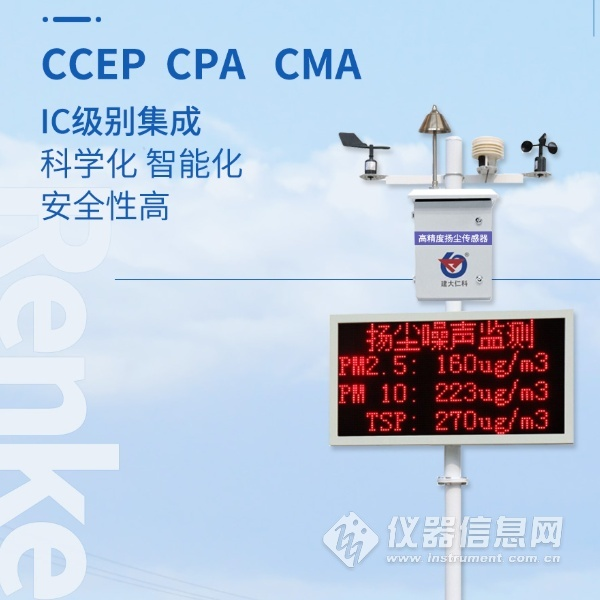 CCEP CPA CMA
IC级别集成
科学化 智能化
安全性高
Renke
高精度扬尘传感器
®
建大仁科
扬尘噪声监测
PM2.5: 160ug/m3
PM 10: 223ug/m3
TSP: 270ug/m3
仪器信息网
www.instrument.com.cn